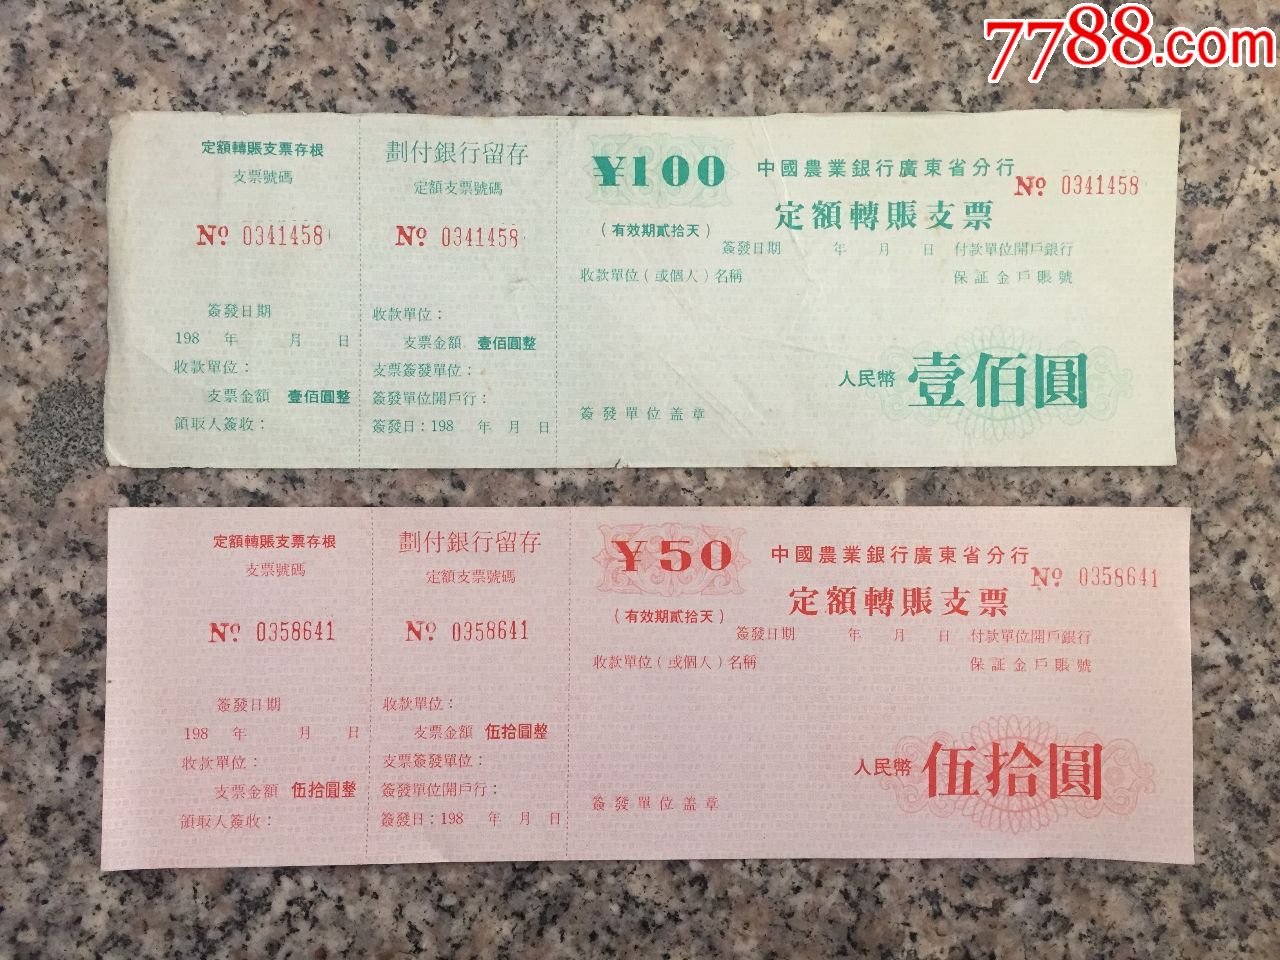 7788.com
定額轉賬支票存根
支票號碼
No 0341458
簽發日期
198 年 月 日
收款單位：
支票金額 壹佰圓整
領取人簽收：
劃付銀行留存
定額支票號碼
No 0341458
收款單位：
支票金額 壹佰圓整
支票簽發單位：
簽發單位開戶行：
簽發日：198 年 月 日
¥100
（有效期貳拾天）
中國農業銀行廣東省分行
No 0341458
定額轉賬支票
簽發日期 年 月 日 付款單位開戶銀行
收款單位（或個人）名稱 保証金戶賬號
人民幣 壹佰圓
簽發單位盖章
定額轉賬支票存根
支票號碼
No 0358641
簽發日期
198 年 月 日
收款單位：
支票金額 伍拾圓整
領取人簽收：
劃付銀行留存
定額支票號碼
No 0358641
收款單位：
支票金額 伍拾圓整
支票簽發單位：
簽發單位開戶行：
簽發日：198 年 月 日
¥50
（有效期貳拾天）
中國農業銀行廣東省分行
No 0358641
定額轉賬支票
簽發日期 年 月 日 付款單位開戶銀行
收款單位（或個人）名稱 保証金戶賬號
人民幣 伍拾圓
簽發單位盖章